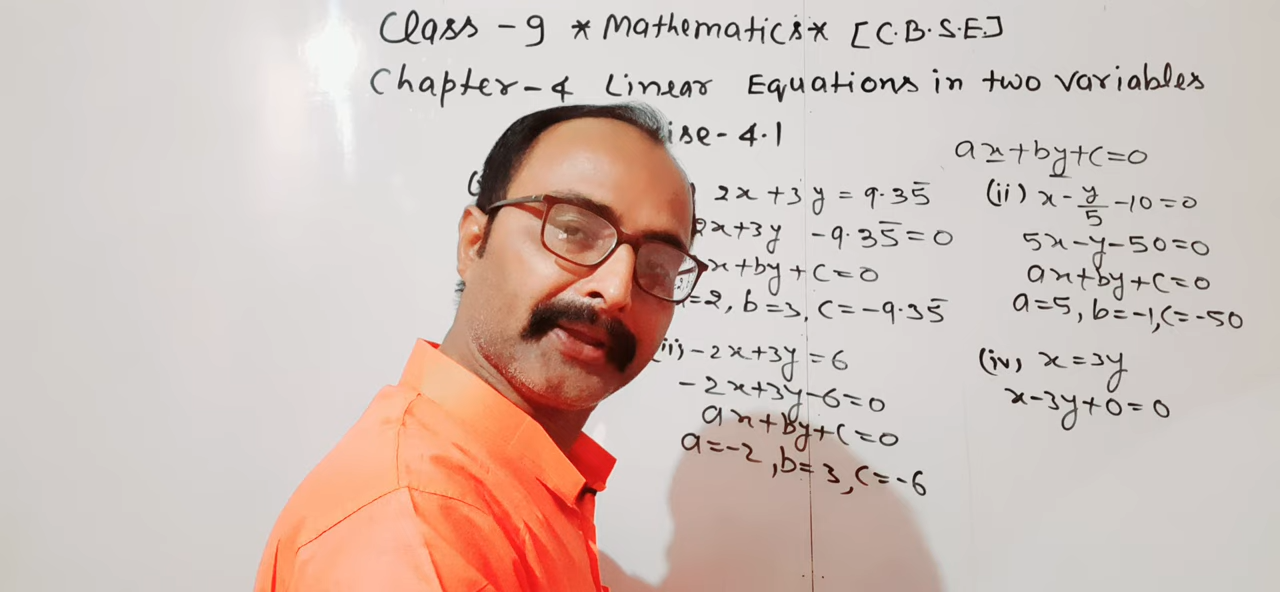 Class - 9 * Mathematics * [C.B.S.E.]
Chapter-4 Linear Equations in two variables
ise-4.1
ax+by+c=0
2x+3y=9.35̅
x+3y-9.35̅=0
x+by+c=0
=2, b=3, c=-9.35̅
(ii) x-y/5-10=0
5x-y-50=0
ax+by+c=0
a=5, b=-1, c=-50
ii) -2x+3y=6
-2x+3y-6=0
ax+by+c=0
a=-2, b=3, c=-6
(iv) x=3y
x-3y+0=0